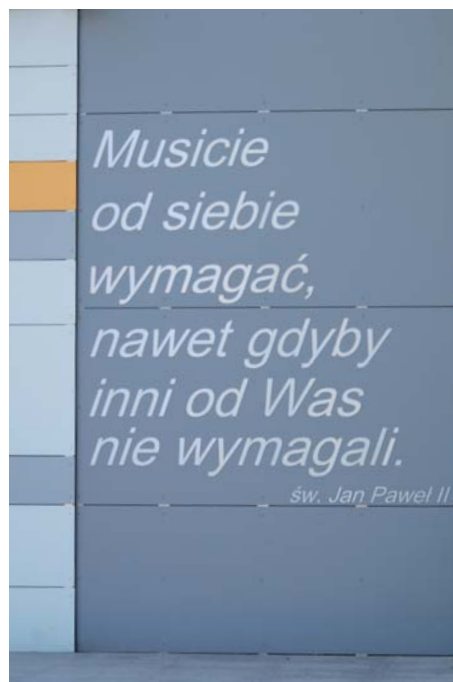 Musicie
od siebie
wymagać,
nawet gdyby
inni od Was
nie wymagali.
św. Jan Paweł II